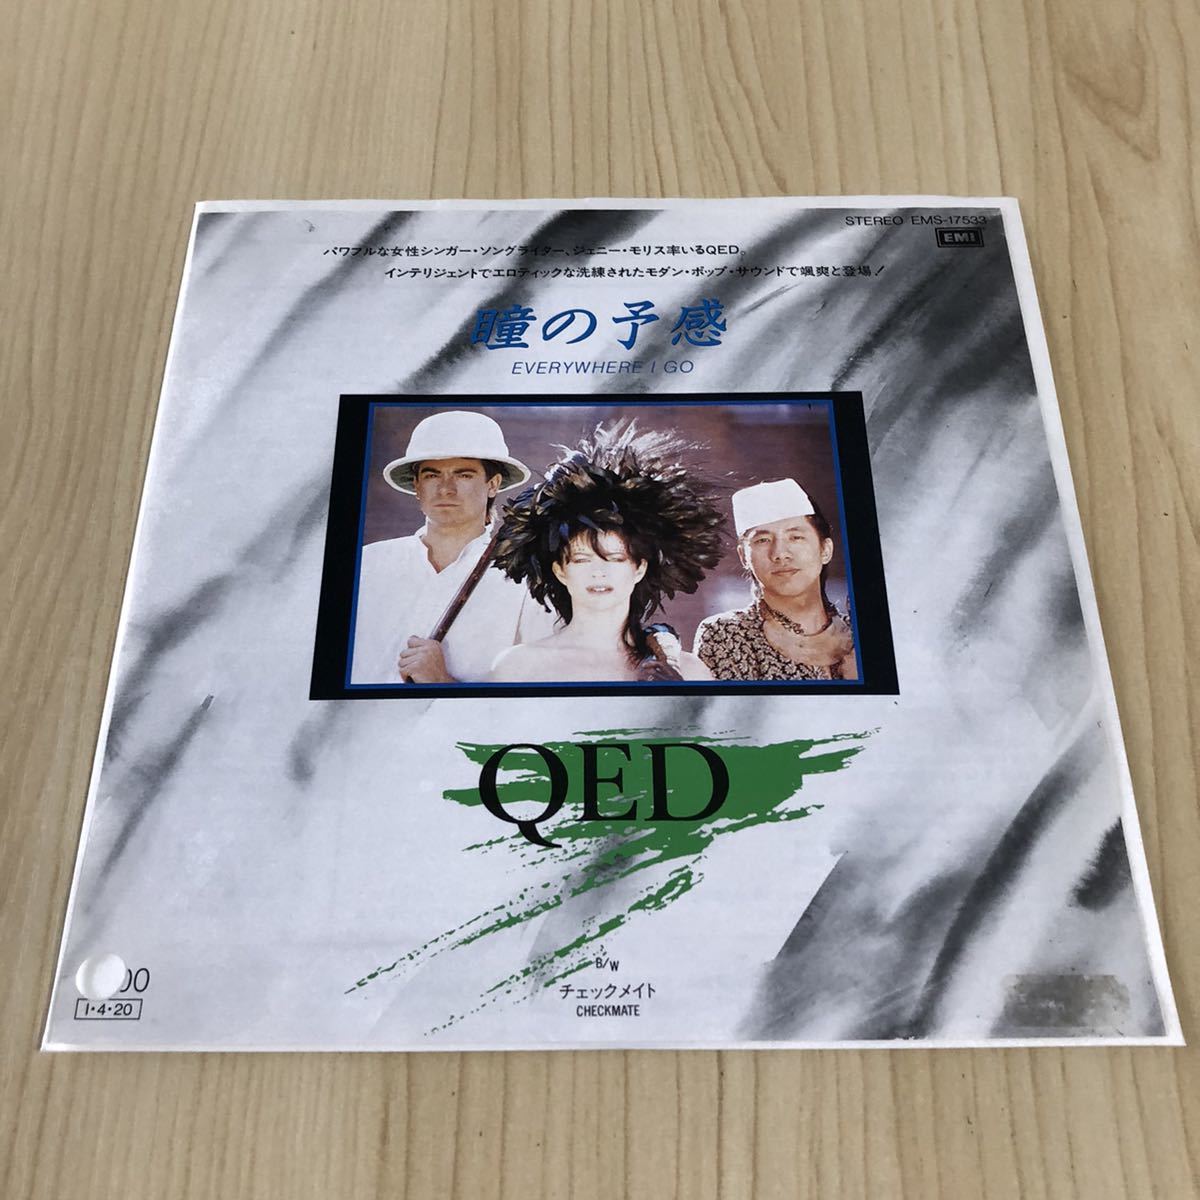 STEREO EMS-17533
EMI
パワフルな女性シンガー・ソングライター、ジェニー・モリス率いるQED。
インテリジェントでエロティックな洗練されたモダン・ポップ・サウンドで颯爽と登場！
瞳の予感
EVERYWHERE I GO
QED
B/W
チェックメイト
CHECKMATE
00
1・4・20